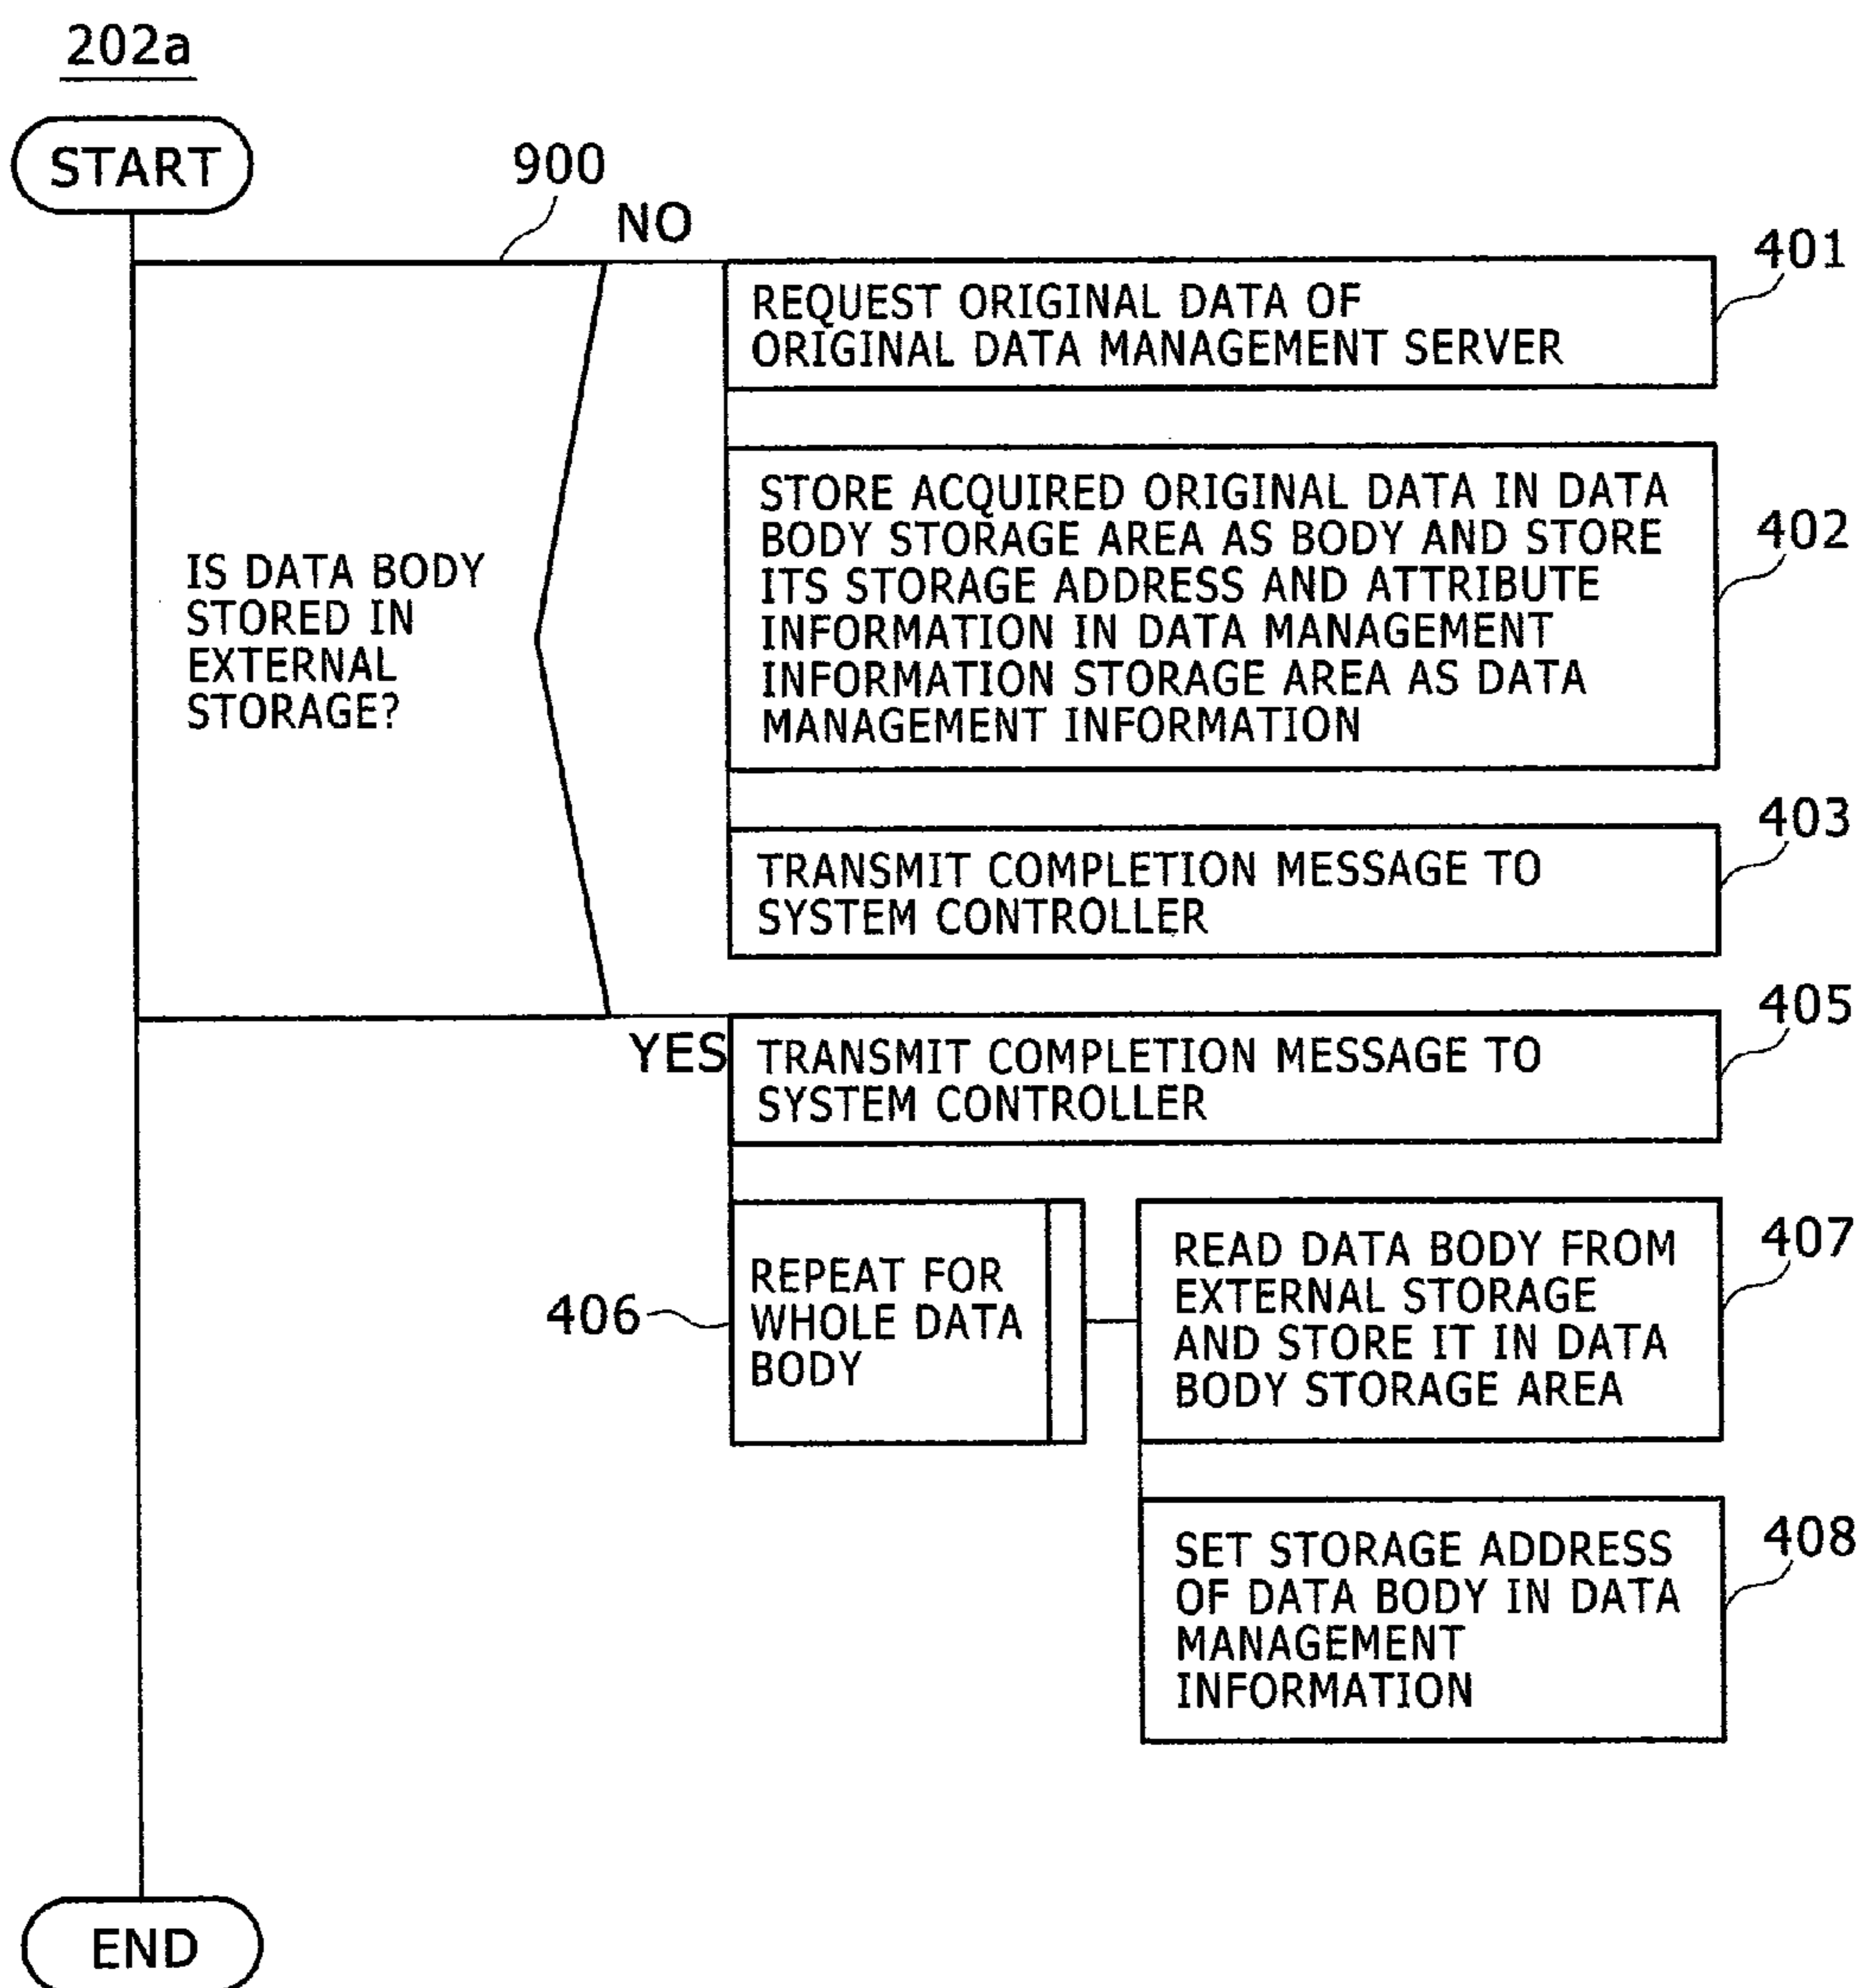 202a
START
900
NO
401
REQUEST ORIGINAL DATA OF
ORIGINAL DATA MANAGEMENT SERVER
402
STORE ACQUIRED ORIGINAL DATA IN DATA
BODY STORAGE AREA AS BODY AND STORE
ITS STORAGE ADDRESS AND ATTRIBUTE
INFORMATION IN DATA MANAGEMENT
INFORMATION STORAGE AREA AS DATA
MANAGEMENT INFORMATION
IS DATA BODY
STORED IN
EXTERNAL
STORAGE?
403
TRANSMIT COMPLETION MESSAGE TO
SYSTEM CONTROLLER
405
YES
TRANSMIT COMPLETION MESSAGE TO
SYSTEM CONTROLLER
406
REPEAT FOR
WHOLE DATA
BODY
407
READ DATA BODY FROM
EXTERNAL STORAGE
AND STORE IT IN DATA
BODY STORAGE AREA
408
SET STORAGE ADDRESS
OF DATA BODY IN DATA
MANAGEMENT
INFORMATION
END